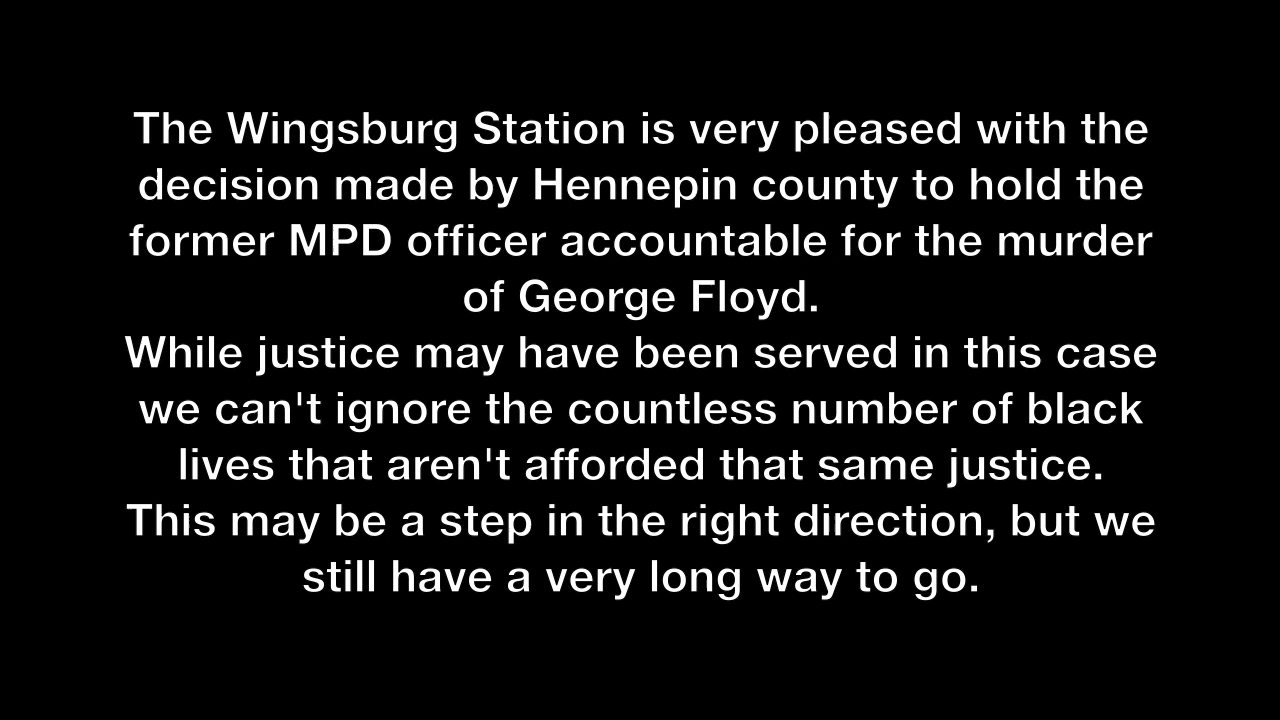 The Wingsburg Station is very pleased with the
decision made by Hennepin county to hold the
former MPD officer accountable for the murder
of George Floyd.
While justice may have been served in this case
we can't ignore the countless number of black
lives that aren't afforded that same justice.
This may be a step in the right direction, but we
still have a very long way to go.